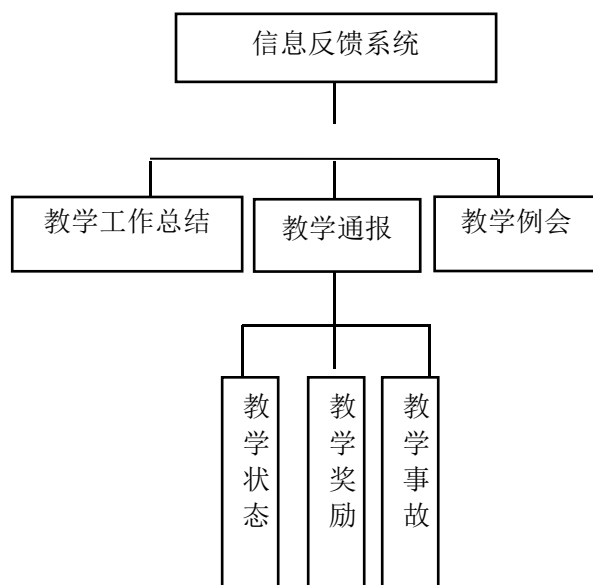 信息反馈系统
教学工作总结
教学通报
教学例会
教学状态
教学奖励
教学事故